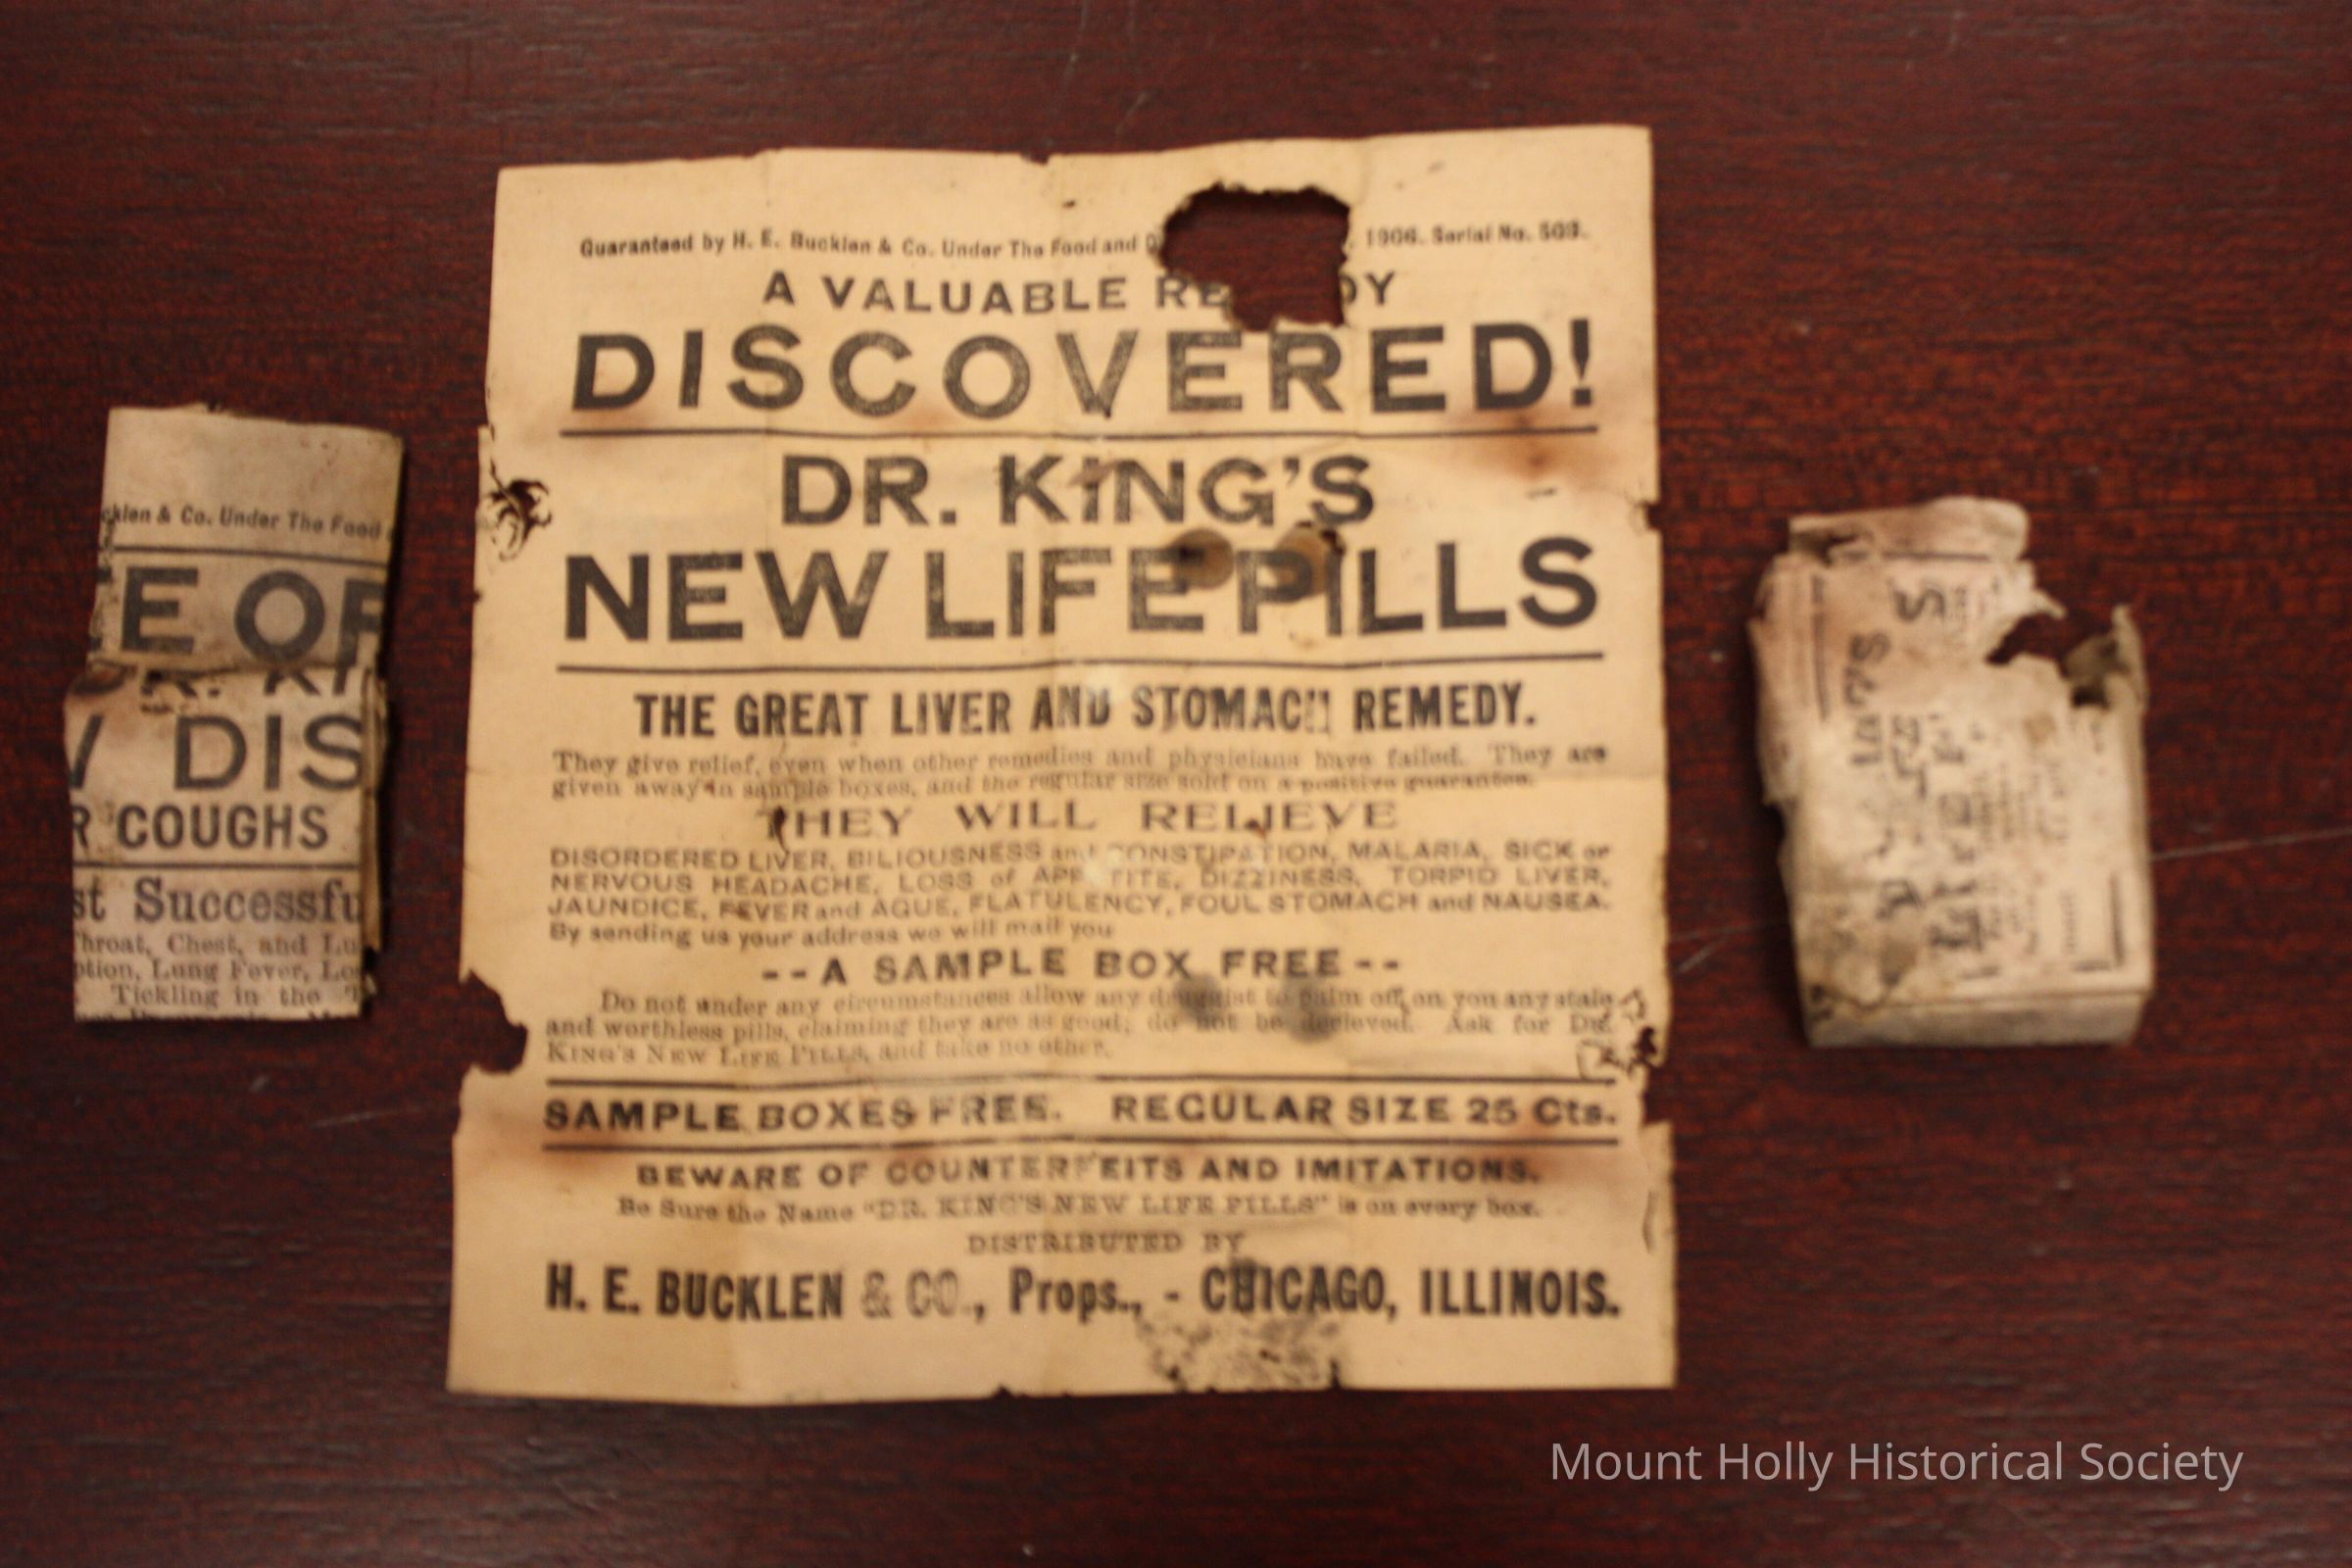 Guaranteed by H. E. Bucklen & Co. Under The Food and 1906. Serial No. 503.
A VALUABLE RE DY
DISCOVERED!
DR. KING'S
NEW LIFE PILLS
THE GREAT LIVER AND STOMACH REMEDY.
They give relief, even when other remedies and physicians have failed. They are
given away in sample boxes, and the regular size sold on a positive guarantee.
THEY WILL RELIEVE
DISORDERED LIVER, BILIOUSNESS and CONSTIPATION, MALARIA, SICK or
NERVOUS HEADACHE, LOSS of APPETITE, DIZZINESS, TORPID LIVER,
JAUNDICE, FEVER and AGUE, FLATULENCY, FOUL STOMACH and NAUSEA.
By sending us your address we will mail you
--A SAMPLE BOX FREE--
Do not under any circumstances allow any druggist to palm off on you any stale
and worthless pills, claiming they are as good; do not be decieved. Ask for DR.
KING'S NEW LIFE PILLS, and take no other.
SAMPLE BOXES FREE. REGULAR SIZE 25 Cts.
BEWARE OF COUNTERFEITS AND IMITATIONS.
Be Sure the Name "DR. KING'S NEW LIFE PILLS" is on every box.
DISTRIBUTED BY
H. E. BUCKLEN & CO., Props., - CHICAGO, ILLINOIS.
cklen & Co. Under The Food
E OF
R. KI
DIS
R COUGHS
st Successfu
Throat, Chest, and Lu
ption, Lung Fever, Lo
Tickling in the
Mount Holly Historical Society